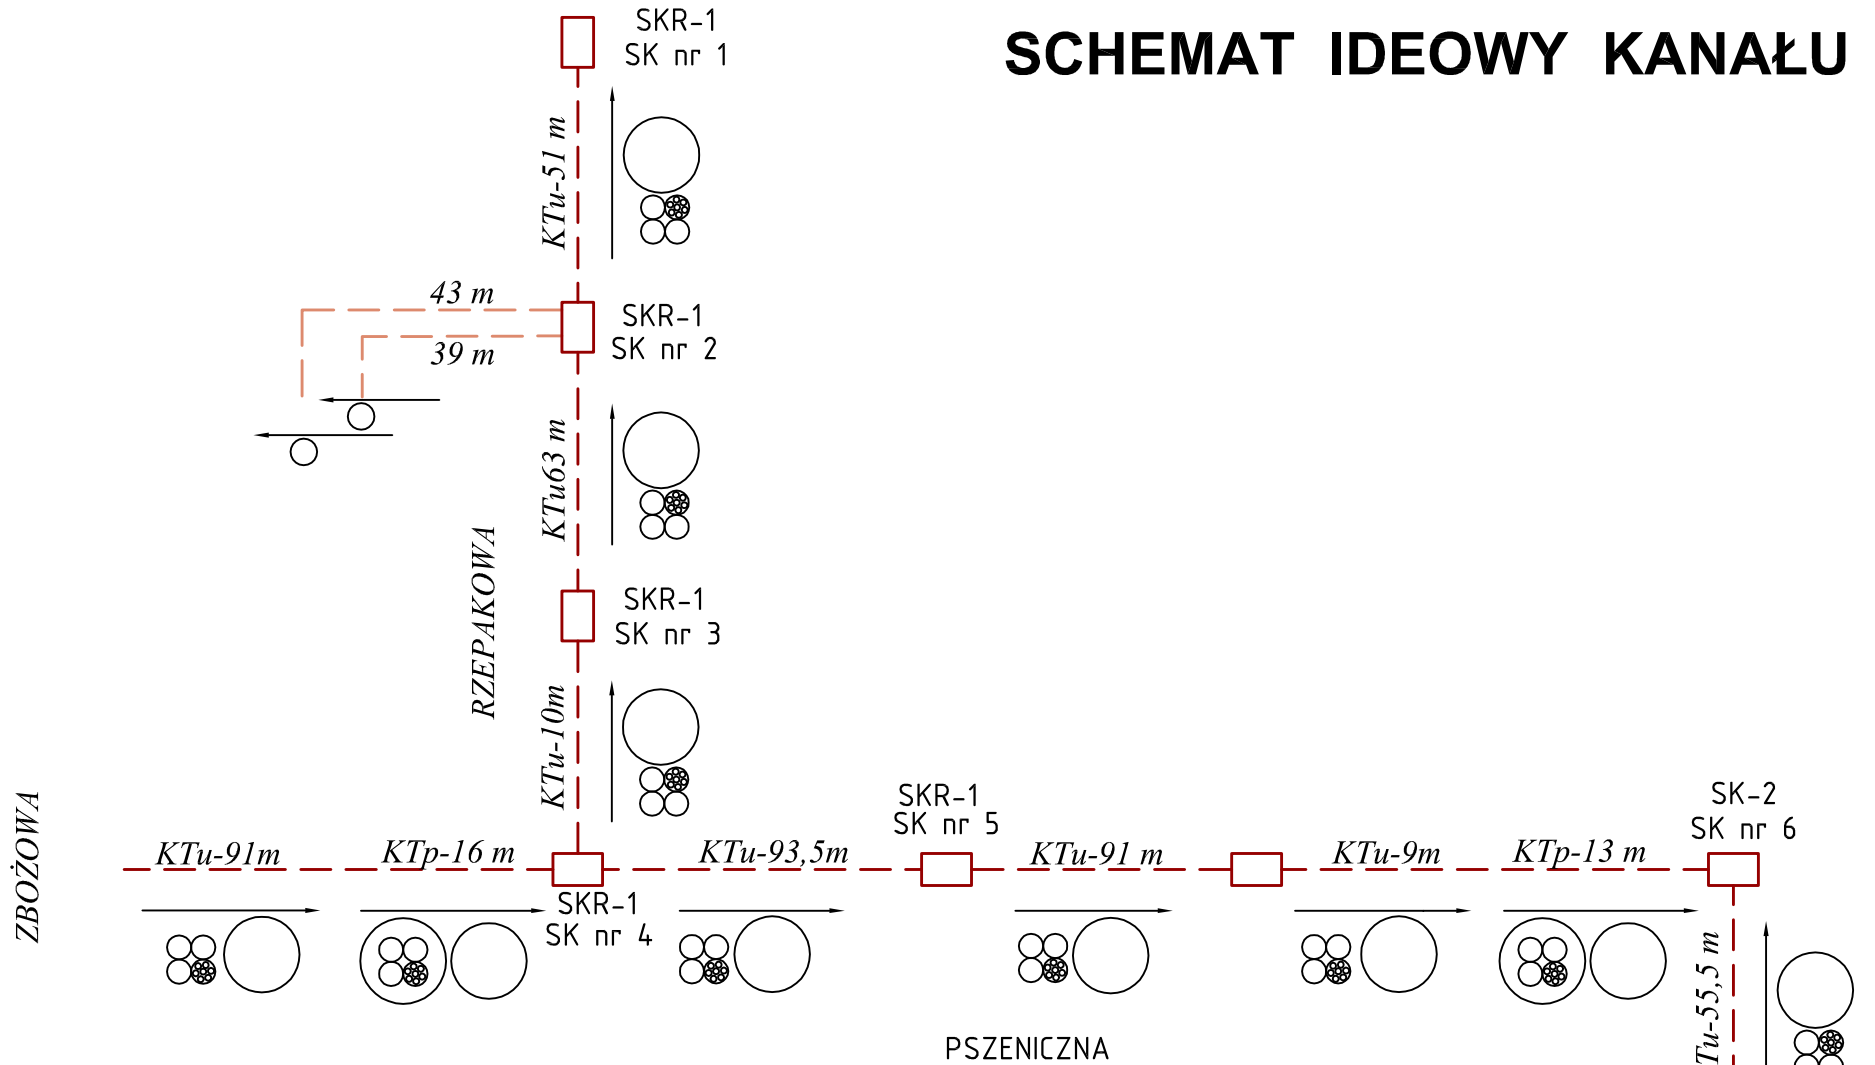 SKR-1
SK nr 1
SCHEMAT IDEOWY KANAŁU
KTu-51 m
43 m
39 m
SKR-1
SK nr 2
KTu63 m
RZEPAKOWA
SKR-1
SK nr 3
KTu-10m
ZBOŻOWA
KTu-91m
KTp-16 m
SKR-1
SK nr 4
KTu-93,5m
SKR-1
SK nr 5
KTu-91 m
KTu-9m
KTp-13 m
SK-2
SK nr 6
Tu-55,5 m
PSZENICZNA